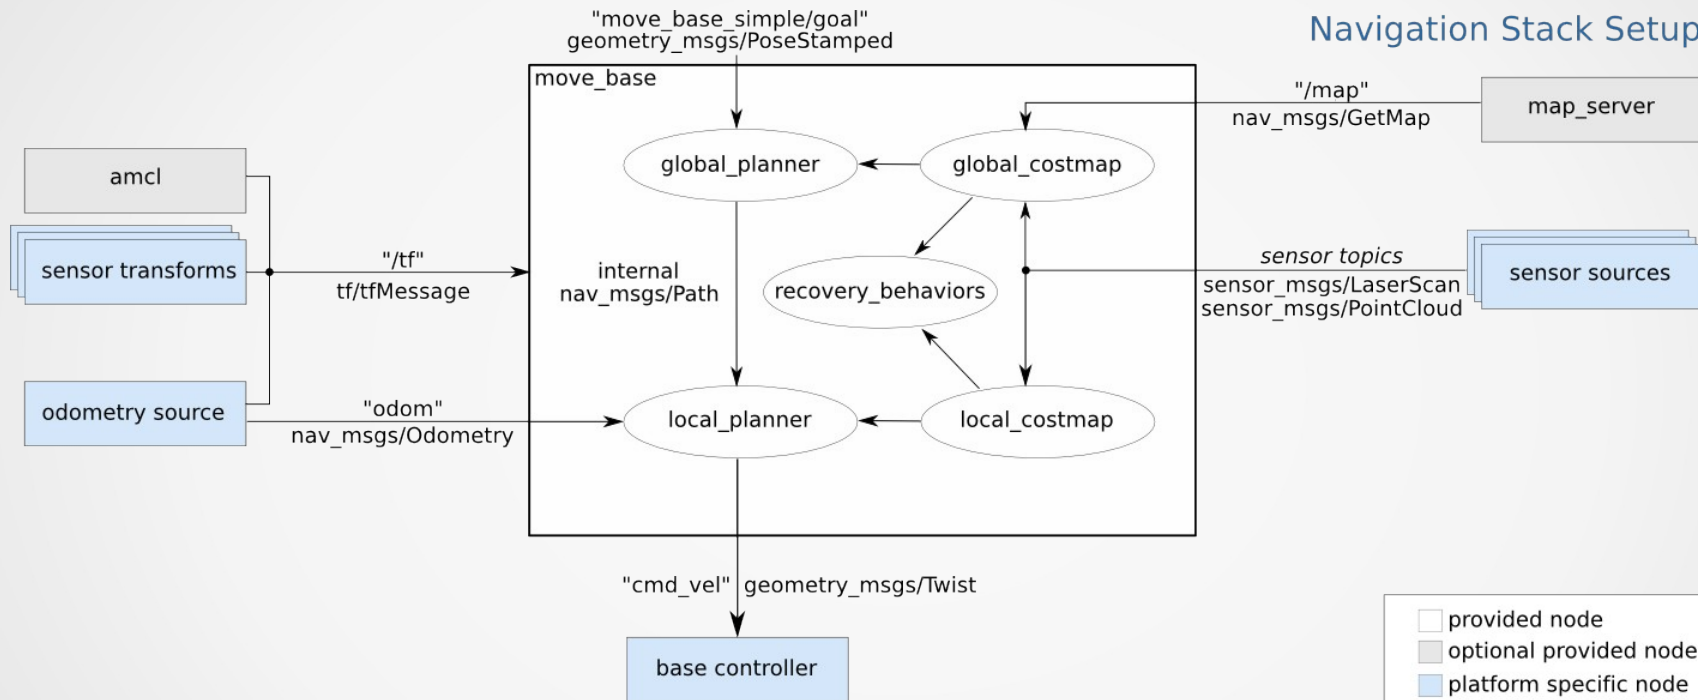 "move_base_simple/goal"
geometry_msgs/PoseStamped
Navigation Stack Setup
move_base
"/map"
nav_msgs/GetMap
map_server
amcl
global_planner
global_costmap
sensor transforms
"/tf"
tf/tfMessage
internal
nav_msgs/Path
recovery_behaviors
sensor topics
sensor_msgs/LaserScan
sensor_msgs/PointCloud
sensor sources
odometry source
"odom"
nav_msgs/Odometry
local_planner
local_costmap
"cmd_vel" geometry_msgs/Twist
base controller
provided node
optional provided node
platform specific node